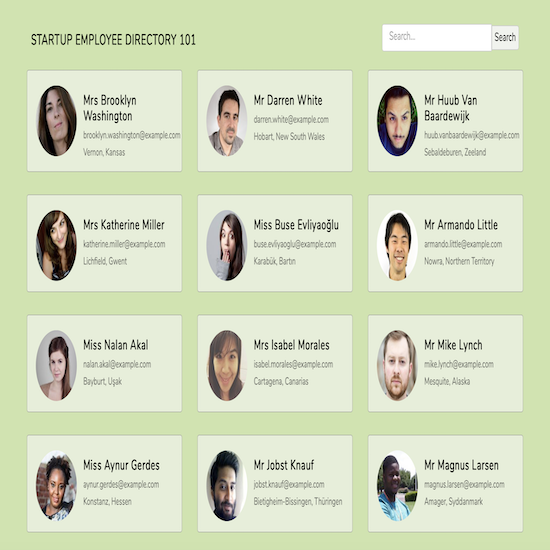 STARTUP EMPLOYEE DIRECTORY 101
Search...
Search
Mrs Brooklyn
Washington
brooklyn.washington@example.com
Vernon, Kansas
Mr Darren White
darren.white@example.com
Hobart, New South Wales
Mr Huub Van
Baardewijk
huub.vanbaardewijk@example.com
Sebaldeburen, Zeeland
Mrs Katherine Miller
katherine.miller@example.com
Lichfield, Gwent
Miss Buse Evliyaoğlu
buse.evliyaoglu@example.com
Karabük, Bartın
Mr Armando Little
armando.little@example.com
Nowra, Northern Territory
Miss Nalan Akal
nalan.akal@example.com
Bayburt, Uşak
Mrs Isabel Morales
isabel.morales@example.com
Cartagena, Canarias
Mr Mike Lynch
mike.lynch@example.com
Mesquite, Alaska
Miss Aynur Gerdes
aynur.gerdes@example.com
Konstanz, Hessen
Mr Jobst Knauf
jobst.knauf@example.com
Bietigheim-Bissingen, Thüringen
Mr Magnus Larsen
magnus.larsen@example.com
Amager, Syddanmark